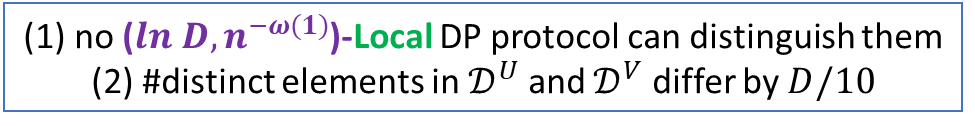 (1) no (ln D, n^{-ω(1)})-Local DP protocol can distinguish them
(2) #distinct elements in 𝒟^U and 𝒟^V differ by D/10